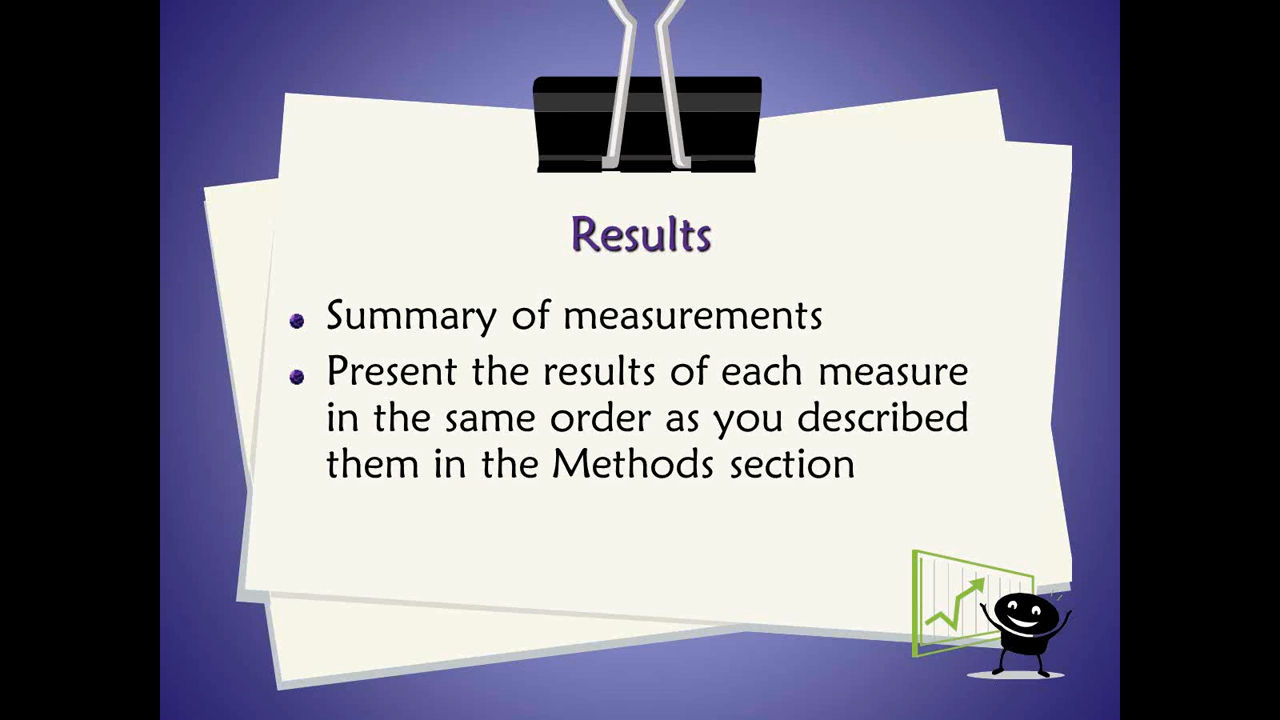 Results
Summary of measurements
Present the results of each measure
in the same order as you described
them in the Methods section